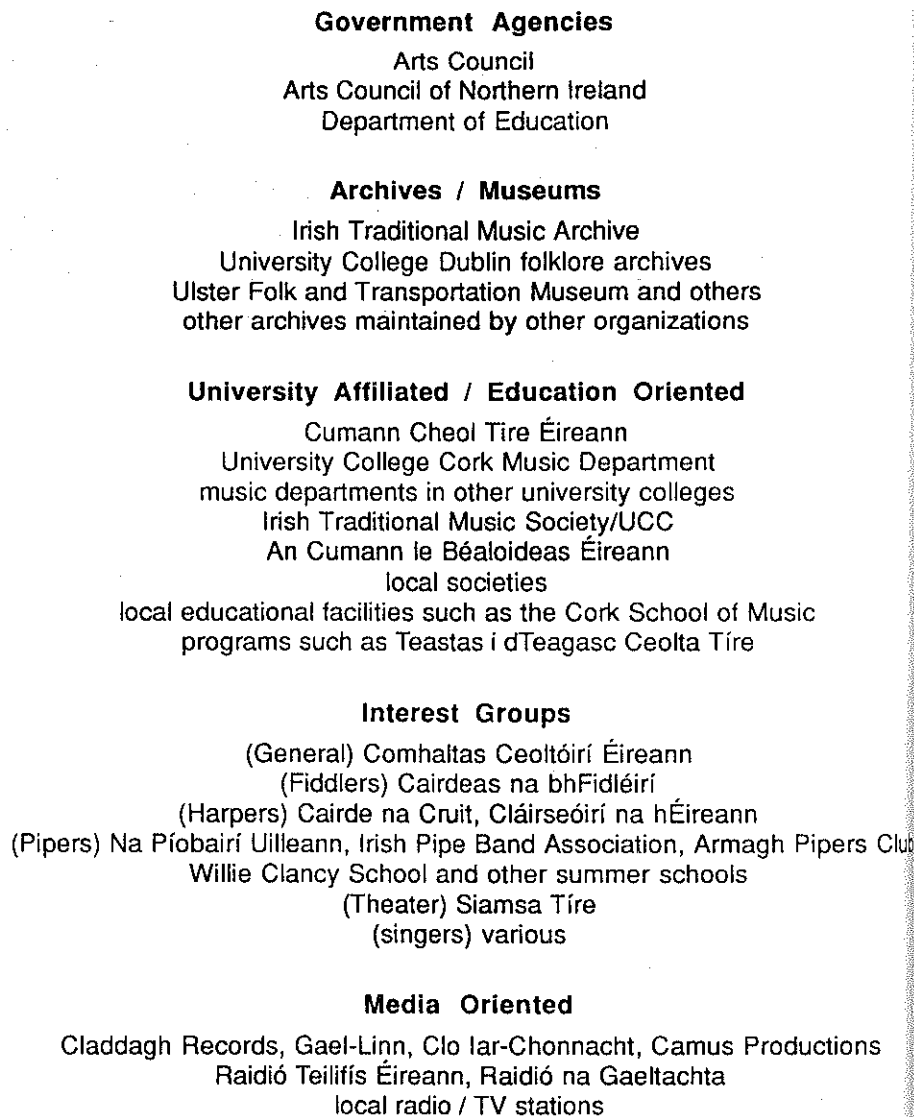 Government Agencies
Arts Council
Arts Council of Northern Ireland
Department of Education
Archives / Museums
Irish Traditional Music Archive
University College Dublin folklore archives
Ulster Folk and Transportation Museum and others
other archives maintained by other organizations
University Affiliated / Education Oriented
Cumann Cheol Tire Éireann
University College Cork Music Department
music departments in other university colleges
Irish Traditional Music Society/UCC
An Cumann le Béaloideas Éireann
local societies
local educational facilities such as the Cork School of Music
programs such as Teastas i dTeagasc Ceolta Tíre
Interest Groups
(General) Comhaltas Ceoltóirí Éireann
(Fiddlers) Cairdeas na bhFidléirí
(Harpers) Cairde na Cruit, Cláirseóirí na hÉireann
(Pipers) Na Píobairí Uilleann, Irish Pipe Band Association, Armagh Pipers Club
Willie Clancy School and other summer schools
(Theater) Siamsa Tíre
(singers) various
Media Oriented
Claddagh Records, Gael-Linn, Clo Iar-Chonnacht, Camus Productions
Raidió Teilifís Éireann, Raidió na Gaeltachta
local radio / TV stations